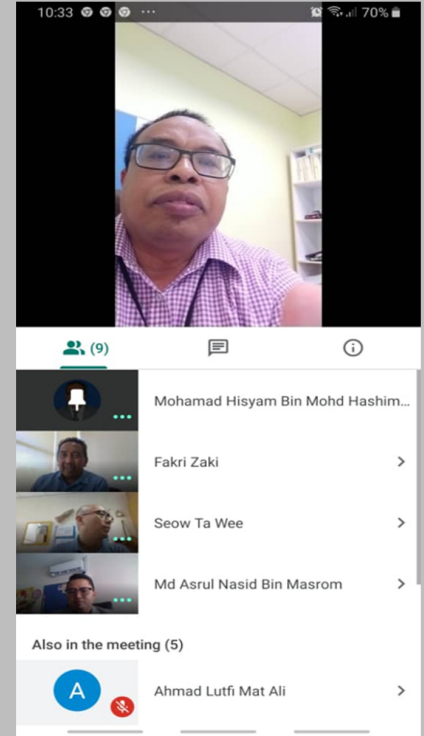 10:33
70%
(9)
Mohamad Hisyam Bin Mohd Hashim...
Fakri Zaki
Seow Ta Wee
Md Asrul Nasid Bin Masrom
Also in the meeting (5)
A
Ahmad Lutfi Mat Ali